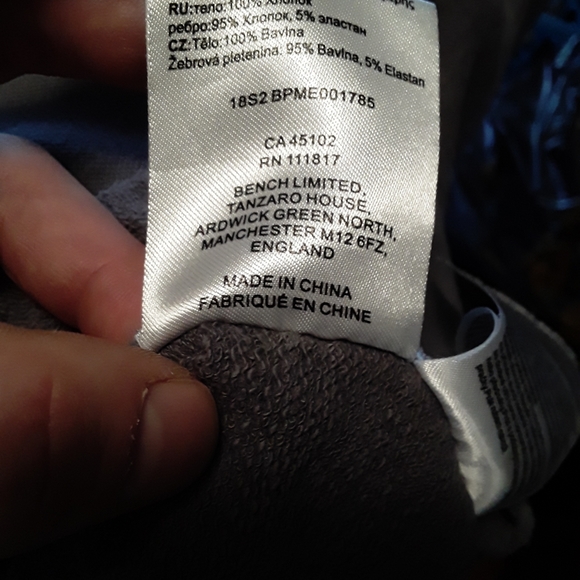 RU:тело:100% Хлопок
ребро:95% Хлопок, 5% эластан
CZ:Tělo:100% Bavlna
Žebrová pletenina: 95% Bavlna, 5% Elastan
18S2 BPME001785
CA 45102
RN 111817
BENCH LIMITED,
TANZARO HOUSE,
ARDWICK GREEN NORTH,
MANCHESTER M12 6FZ,
ENGLAND
MADE IN CHINA
FABRIQUÉ EN CHINE